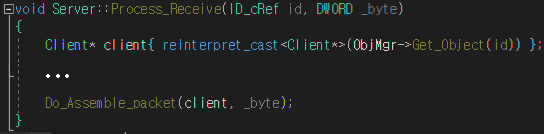 void Server::Process_Receive(ID_cRef id, DWORD _byte)
{
Client* client{ reinterpret_cast<Client*>(ObjMgr->Get_Object(id)) };
•••
Do_Assemble_packet(client, _byte);
}